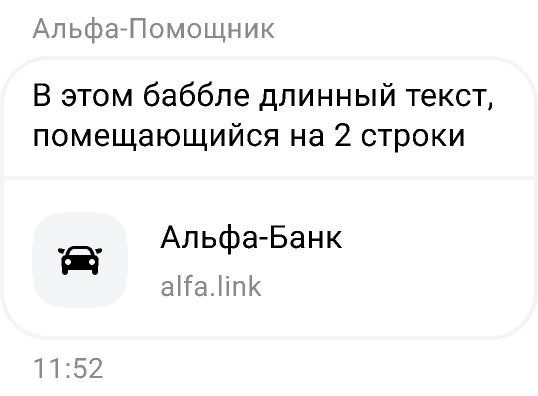 Альфа-Помощник
В этом баббле длинный текст,
помещающийся на 2 строки
Альфа-Банк
alfa.link
11:52